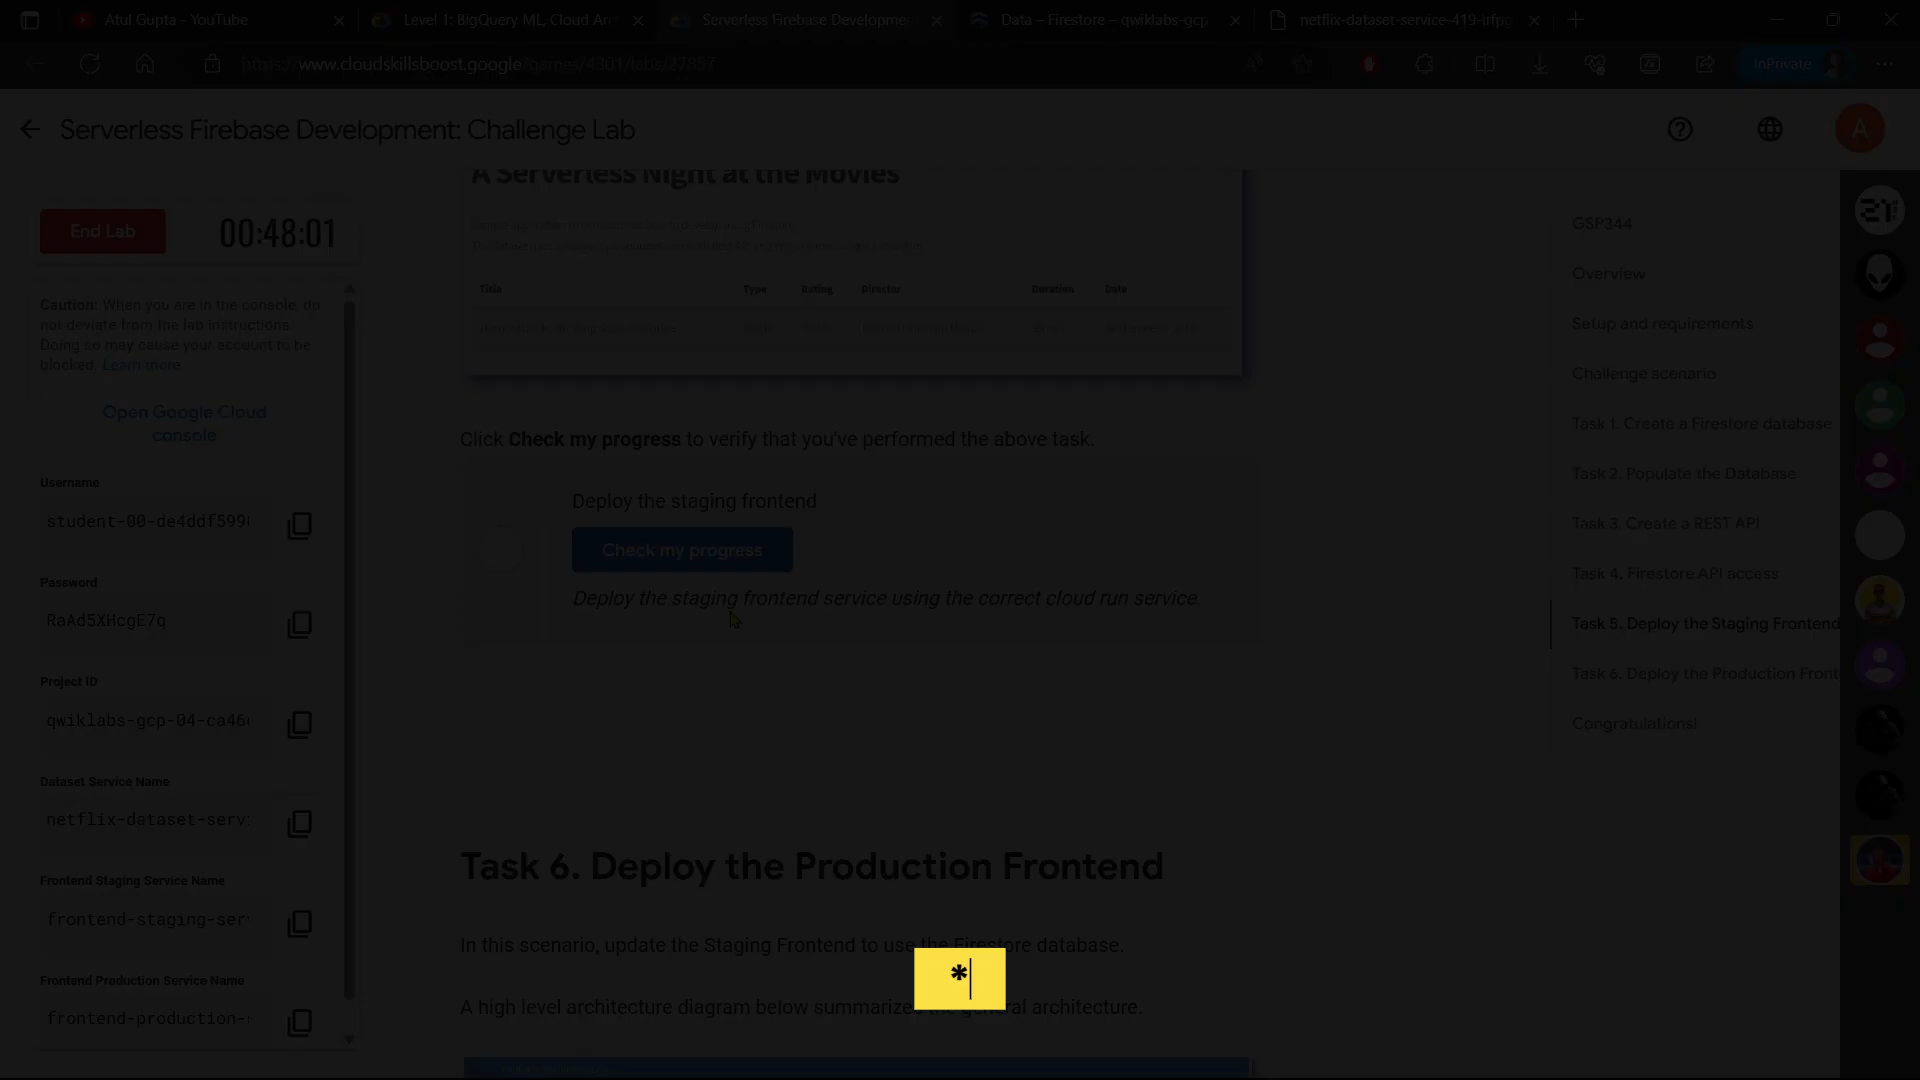 Atul Gupta - YouTube
Level 1: BigQuery ML, Cloud Arc
Serverless Firebase Developme
Data – Firestore – qwiklabs-gcp
netflix-dataset-service-419-irfpg
https://www.cloudskillsboost.google/games/4301/labs/27857
InPrivate
Serverless Firebase Development: Challenge Lab
A
End Lab
00:48:01
Caution: When you are in the console, do
not deviate from the lab instructions.
Doing so may cause your account to be
blocked. Learn more.
Open Google Cloud
console
Username
student-00-de4ddf599
Password
RaAd5XHcgE7q
Project ID
qwiklabs-gcp-04-ca46
Dataset Service Name
netflix-dataset-serv
Frontend Staging Service Name
frontend-staging-ser
Frontend Production Service Name
frontend-production-
A Serverless Night at the Movies
Title Type Rating Director Duration Date
Click Check my progress to verify that you've performed the above task.
Deploy the staging frontend
Check my progress
Deploy the staging frontend service using the correct cloud run service.
Task 6. Deploy the Production Frontend
In this scenario, update the Staging Frontend to use the Firestore database.
A high level architecture diagram below summarizes the general architecture.
*
GSP344
Overview
Setup and requirements
Challenge scenario
Task 1. Create a Firestore database
Task 2. Populate the Database
Task 3. Create a REST API
Task 4. Firestore API access
Task 5. Deploy the Staging Frontend
Task 6. Deploy the Production Front
Congratulations!